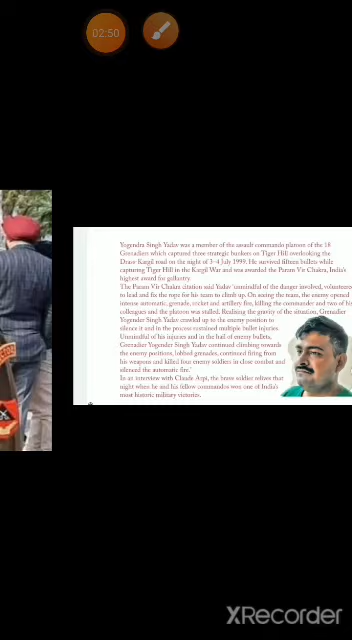 02:50
Yogendra Singh Yadav was a member of the assault commando platoon of the 18
Grenadiers which captured three strategic bunkers on Tiger Hill overlooking the
Drass-Kargil road on the night of 3-4 July 1999. He survived fifteen bullets while
capturing Tiger Hill in the Kargil War and was awarded the Param Vir Chakra, India's
highest award for gallantry.
The Param Vir Chakra citation said Yadav 'unmindful of the danger involved, volunteere
to lead and fix the rope for his team to climb up. On seeing the team, the enemy opened
intense automatic, grenade, rocket and artillery fire, killing the commander and two of his
colleagues and the platoon was stalled. Realising the gravity of the situation, Grenadier
Yogender Singh Yadav crawled up to the enemy position to
silence it and in the process sustained multiple bullet injuries.
Unmindful of his injuries and in the hail of enemy bullets,
Grenadier Yogender Singh Yadav continued climbing towards
the enemy positions, lobbed grenades, continued firing from
his weapons and killed four enemy soldiers in close combat and
silenced the automatic fire.'
In an interview with Claude Arpi, the brave soldier relives that
night when he and his fellow commandos won one of India's
most historic military victories.
XRecorder